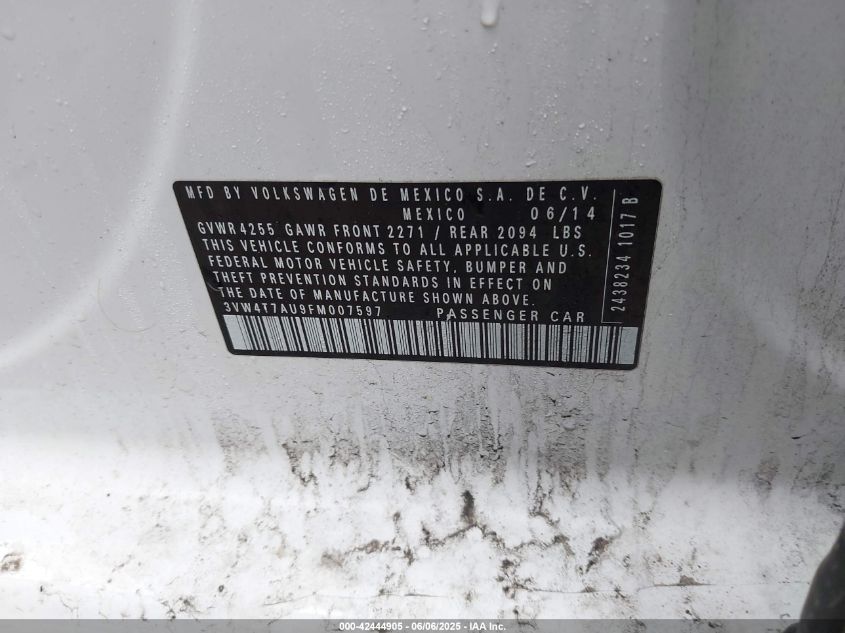 MFD BY VOLKSWAGEN DE MEXICO S.A. DE C.V.
MEXICO 06/14
GVWR 4255 GAWR FRONT 2271 / REAR 2094 LBS
THIS VEHICLE CONFORMS TO ALL APPLICABLE U.S.
FEDERAL MOTOR VEHICLE SAFETY, BUMPER AND
THEFT PREVENTION STANDARDS IN EFFECT ON
THE DATE OF MANUFACTURE SHOWN ABOVE.
3VW4T7AU9FM007597 PASSENGER CAR
2438234 1017 B
000-42444905 - 06/06/2025 - IAA Inc.